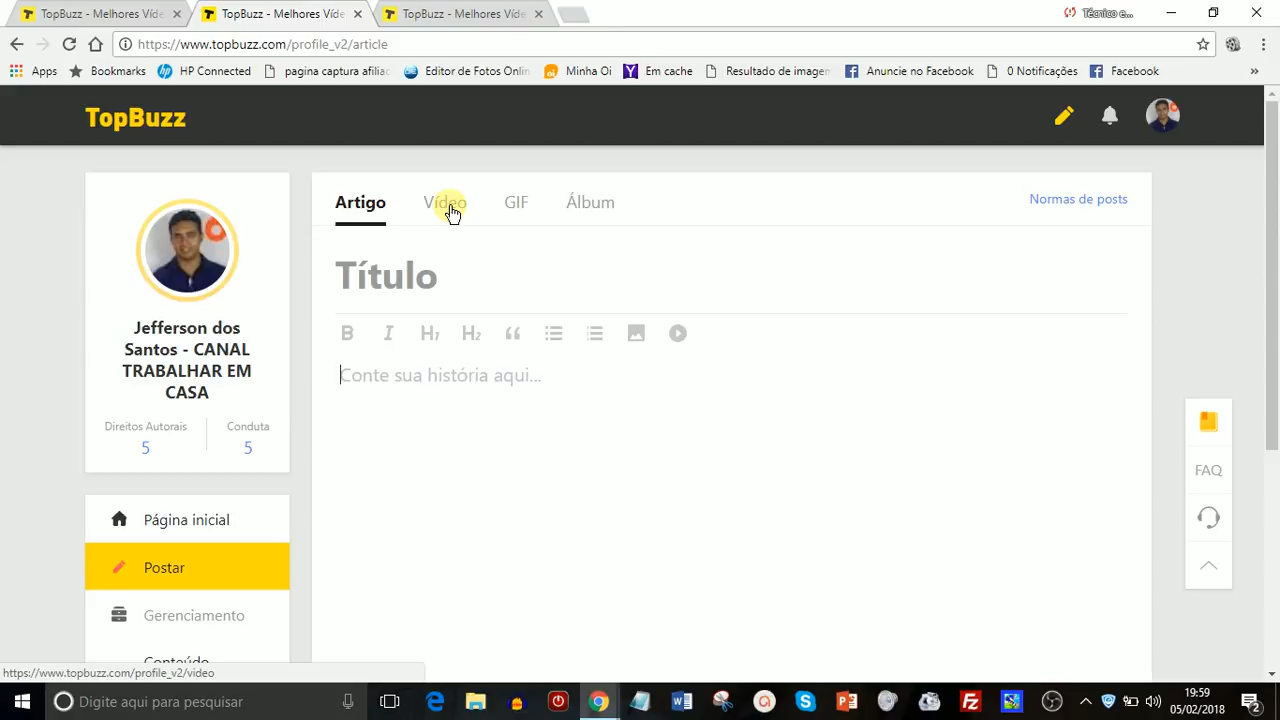 TopBuzz - Melhores Víde
TopBuzz - Melhores Víde
TopBuzz - Melhores Víde
Técnico e...
https://www.topbuzz.com/profile_v2/article
Apps
Bookmarks
HP Connected
pagina captura afilia
Editor de Fotos Onlin
Minha Oi
Em cache
Resultado de imagem
Anuncie no Facebook
0 Notificações
Facebook
»
TopBuzz
Artigo
Vídeo
GIF
Álbum
Normas de posts
Título
B I H1 H2
Conte sua história aqui...
Jefferson dos
Santos - CANAL
TRABALHAR EM
CASA
Direitos Autorais
Conduta
5
5
Página inicial
Postar
Gerenciamento
Conteúdo
FAQ
https://www.topbuzz.com/profile_v2/video
Digite aqui para pesquisar
19:59
05/02/2018
2